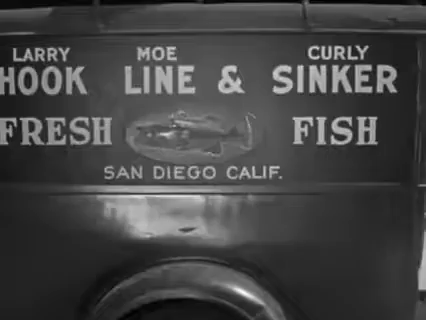 LARRY MOE CURLY
HOOK LINE & SINKER
FRESH FISH
SAN DIEGO CALIF.